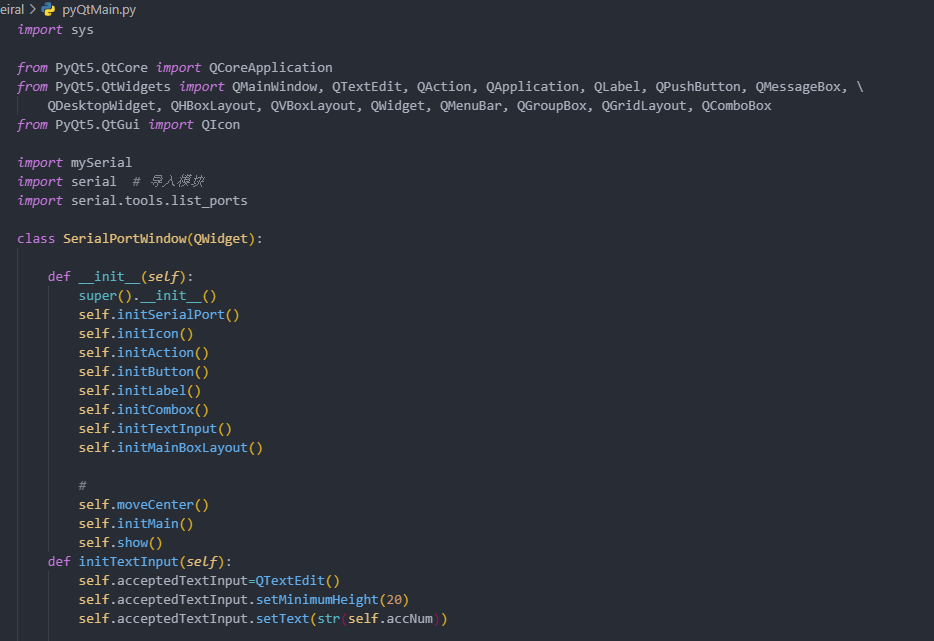 eiral > pyQtMain.py
import sys
from PyQt5.QtCore import QCoreApplication
from PyQt5.QtWidgets import QMainWindow, QTextEdit, QAction, QApplication, QLabel, QPushButton, QMessageBox, \
    QDesktopWidget, QHBoxLayout, QVBoxLayout, QWidget, QMenuBar, QGroupBox, QGridLayout, QComboBox
from PyQt5.QtGui import QIcon
import mySerial
import serial  # 导入模块
import serial.tools.list_ports
class SerialPortWindow(QWidget):
    def __init__(self):
        super().__init__()
        self.initSerialPort()
        self.initIcon()
        self.initAction()
        self.initButton()
        self.initLabel()
        self.initCombox()
        self.initTextInput()
        self.initMainBoxLayout()
        #
        self.moveCenter()
        self.initMain()
        self.show()
    def initTextInput(self):
        self.acceptedTextInput=QTextEdit()
        self.acceptedTextInput.setMinimumHeight(20)
        self.acceptedTextInput.setText(str(self.accNum))